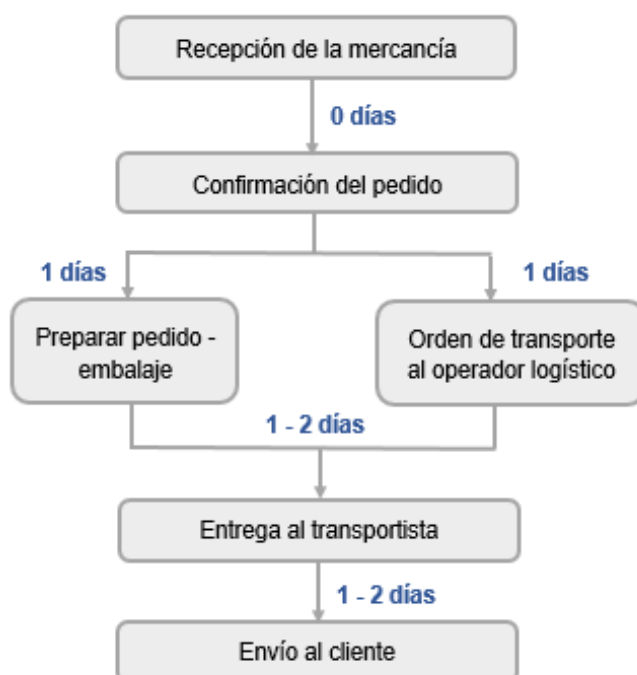 Recepción de la mercancía
0 días
Confirmación del pedido
1 días
1 días
Preparar pedido -
embalaje
Orden de transporte
al operador logístico
1 - 2 días
Entrega al transportista
1 - 2 días
Envío al cliente